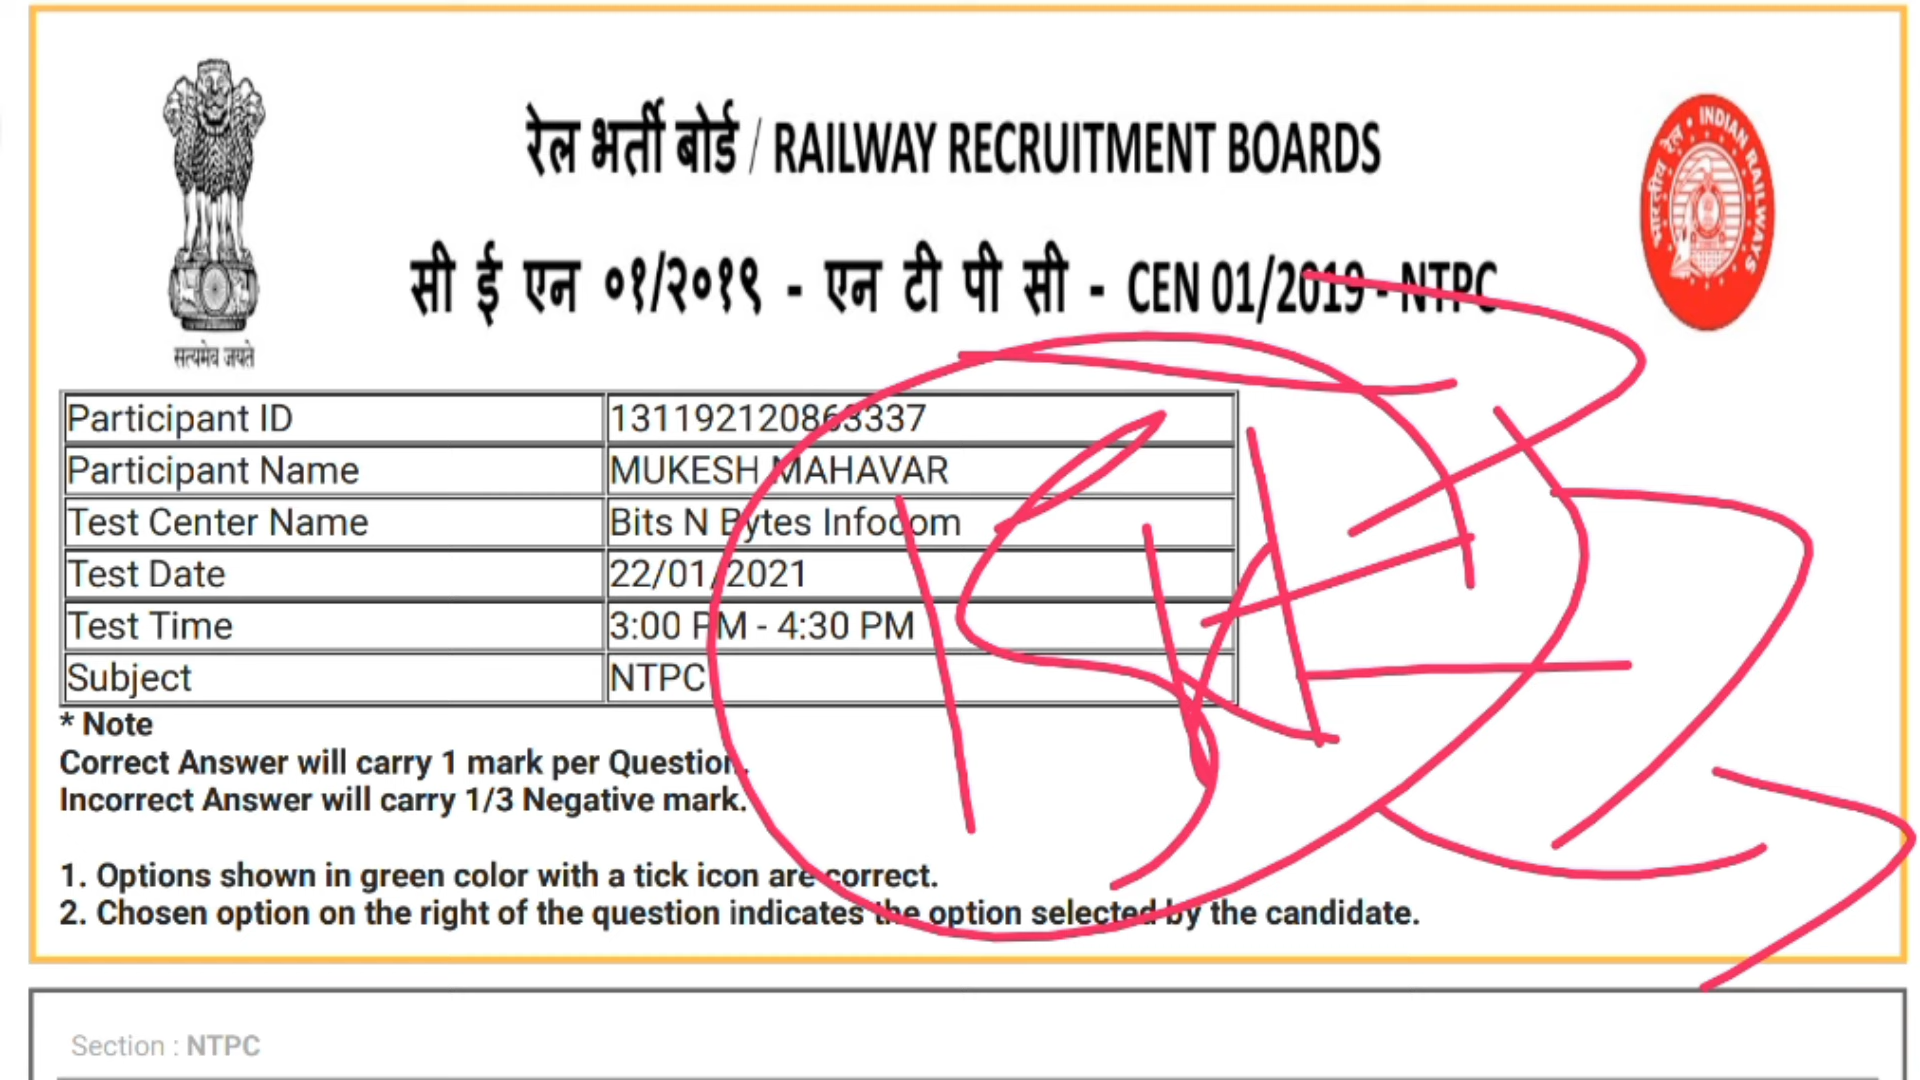 रेल भर्ती बोर्ड / RAILWAY RECRUITMENT BOARDS
सी ई एन ०१/२०१९ - एन टी पी सी - CEN 01/2019 - NTPC
सत्यमेव जयते
भारतीय रेल • INDIAN RAILWAYS
Participant ID 131192120863337
Participant Name MUKESH MAHAVAR
Test Center Name Bits N Bytes Infocom
Test Date 22/01/2021
Test Time 3:00 PM - 4:30 PM
Subject NTPC
* Note
Correct Answer will carry 1 mark per Question.
Incorrect Answer will carry 1/3 Negative mark.
1. Options shown in green color with a tick icon are correct.
2. Chosen option on the right of the question indicates the option selected by the candidate.
Section : NTPC